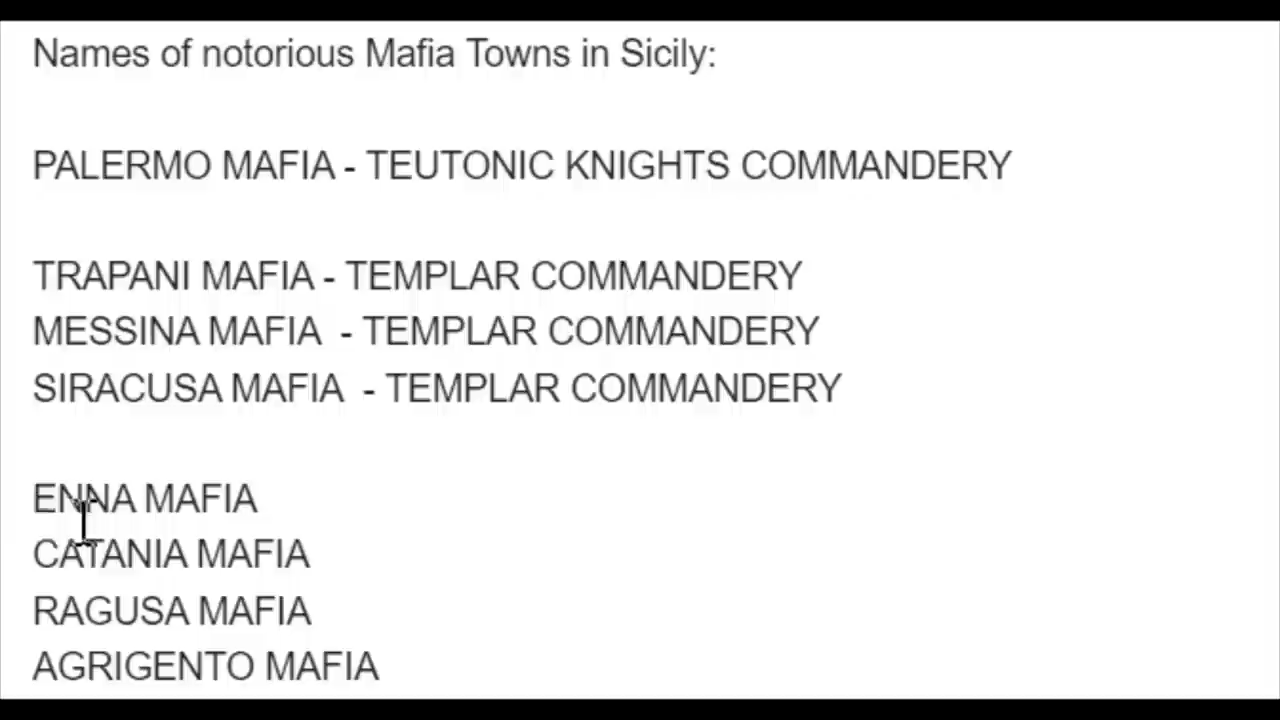 Names of notorious Mafia Towns in Sicily:
PALERMO MAFIA - TEUTONIC KNIGHTS COMMANDERY
TRAPANI MAFIA - TEMPLAR COMMANDERY
MESSINA MAFIA  - TEMPLAR COMMANDERY
SIRACUSA MAFIA  - TEMPLAR COMMANDERY
ENNA MAFIA
CATANIA MAFIA
RAGUSA MAFIA
AGRIGENTO MAFIA